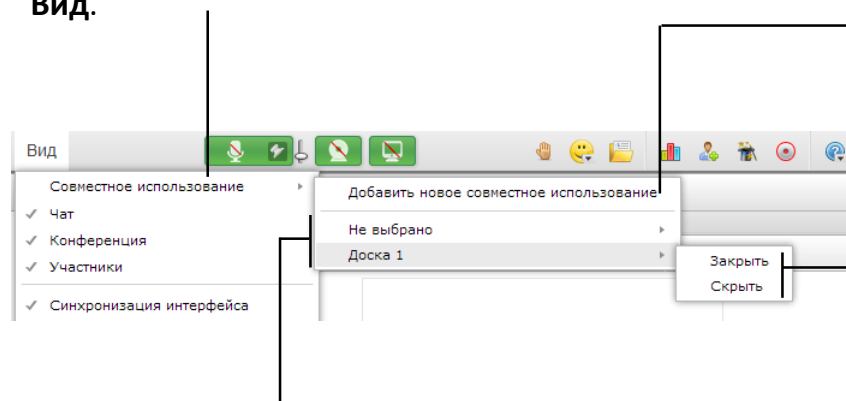 Вид.
Вид
Совместное использование
Чат
Конференция
Участники
Синхронизация интерфейса
Добавить новое совместное использование
Не выбрано
Доска 1
Закрыть
Скрыть